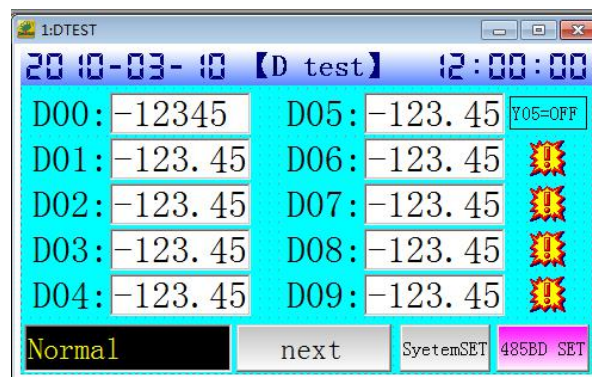 1:DTEST
2010-03-10 【D test】 12:00:00
D00:-12345 D05:-123.45 Y05=OFF
D01:-123.45 D06:-123.45
D02:-123.45 D07:-123.45
D03:-123.45 D08:-123.45
D04:-123.45 D09:-123.45
Normal next SyetemSET 485BD SET